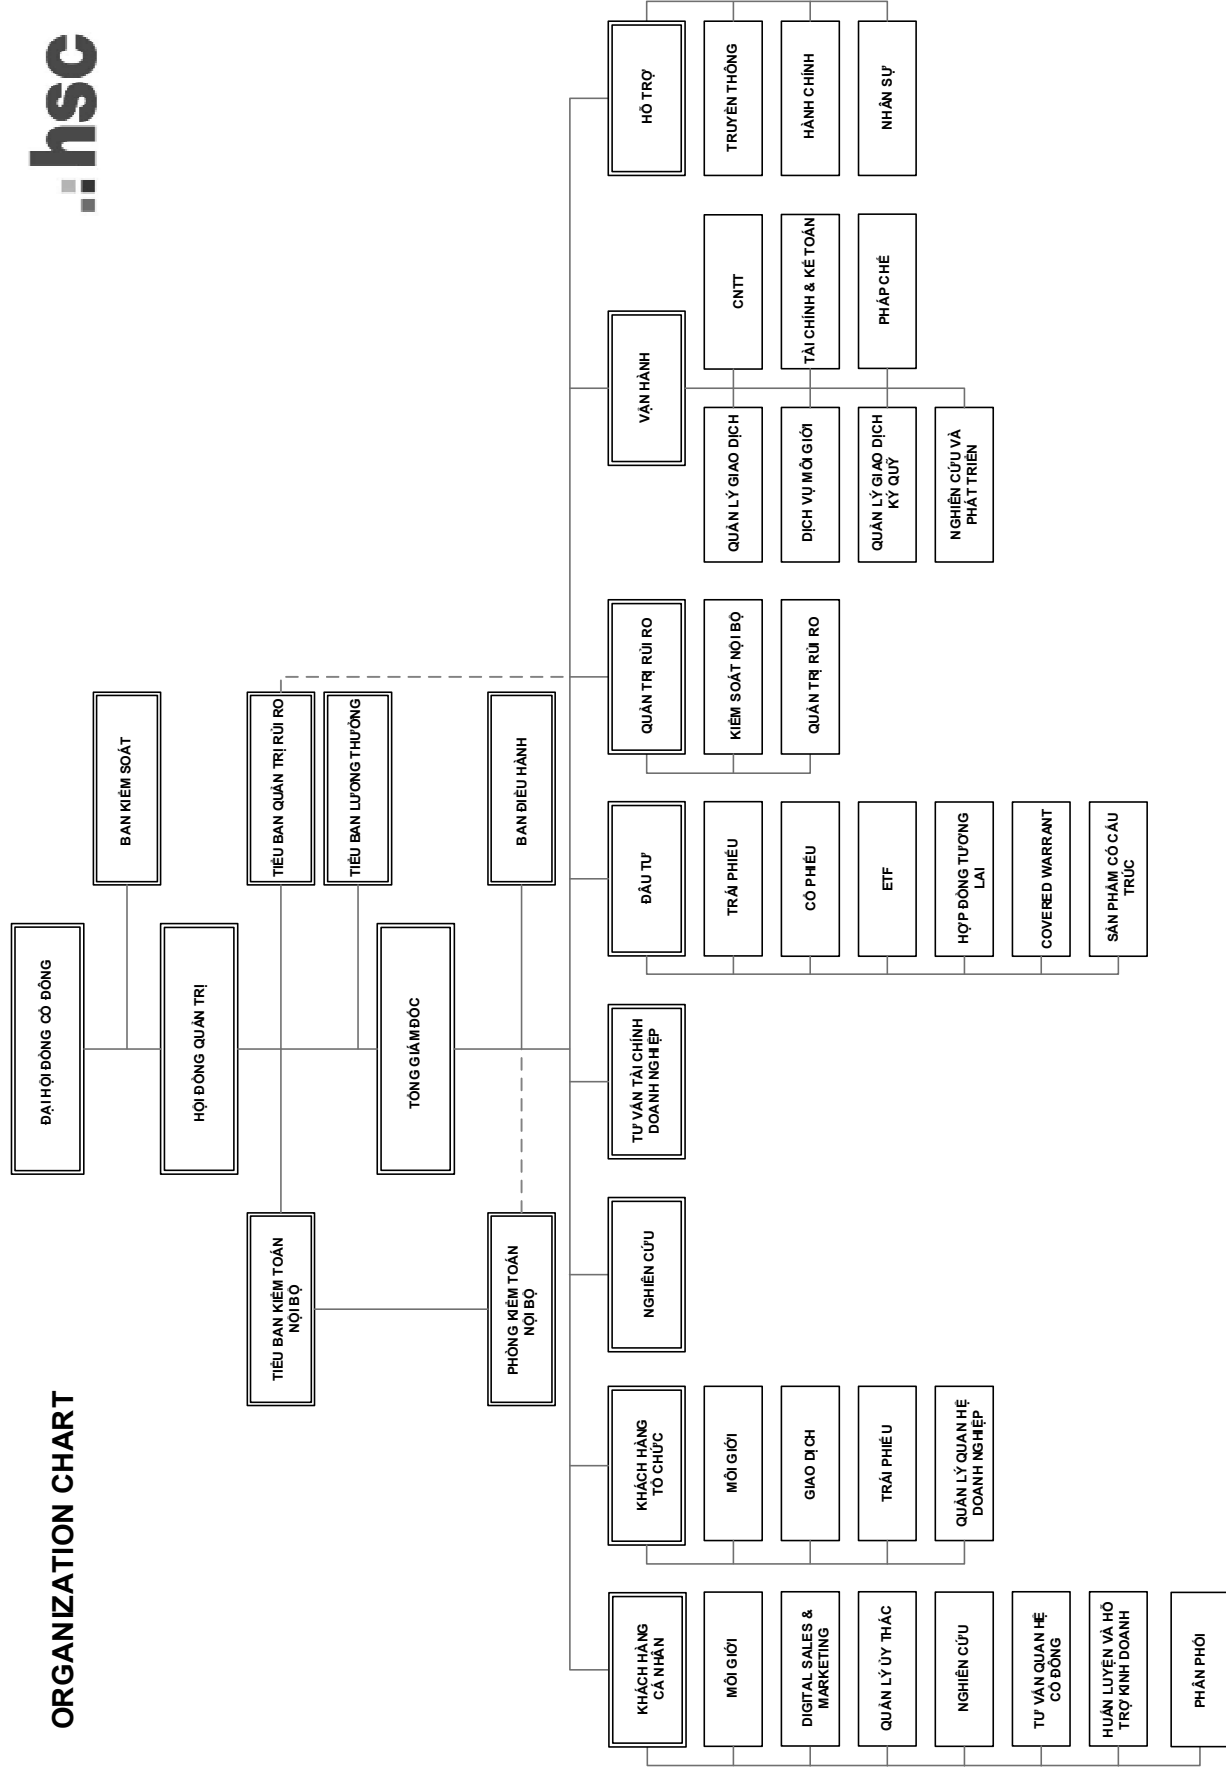 ORGANIZATION CHART
hsc
ĐẠI HỘI ĐỒNG CỔ ĐÔNG
BAN KIỂM SOÁT
HỘI ĐỒNG QUẢN TRỊ
TIỂU BAN KIỂM TOÁN
NỘI BỘ
TIỂU BAN QUẢN TRỊ RỦI RO
TIỂU BAN LƯƠNG THƯỞNG
TỔNG GIÁM ĐỐC
PHÒNG KIỂM TOÁN
NỘI BỘ
BAN ĐIỀU HÀNH
KHÁCH HÀNG
CÁ NHÂN
MÔI GIỚI
DIGITAL SALES &
MARKETING
QUẢN LÝ ỦY THÁC
NGHIÊN CỨU
TƯ VẤN QUAN HỆ
CỔ ĐÔNG
HUẤN LUYỆN VÀ HỖ
TRỢ KINH DOANH
PHÂN PHỐI
KHÁCH HÀNG
TỔ CHỨC
MÔI GIỚI
GIAO DỊCH
TRÁI PHIẾU
QUẢN LÝ QUAN HỆ
DOANH NGHIỆP
NGHIÊN CỨU
TƯ VẤN TÀI CHÍNH
DOANH NGHIỆP
ĐẦU TƯ
TRÁI PHIẾU
CỔ PHIẾU
ETF
HỢP ĐỒNG TƯƠNG
LAI
COVERED WARRANT
SẢN PHẨM CÓ CẤU
TRÚC
QUẢN TRỊ RỦI RO
KIỂM SOÁT NỘI BỘ
QUẢN TRỊ RỦI RO
VẬN HÀNH
QUẢN LÝ GIAO DỊCH
CNTT
DỊCH VỤ MÔI GIỚI
TÀI CHÍNH & KẾ TOÁN
QUẢN LÝ GIAO DỊCH
KÝ QUỸ
PHÁP CHẾ
NGHIÊN CỨU VÀ
PHÁT TRIỂN
HỖ TRỢ
TRUYỀN THÔNG
HÀNH CHÍNH
NHÂN SỰ